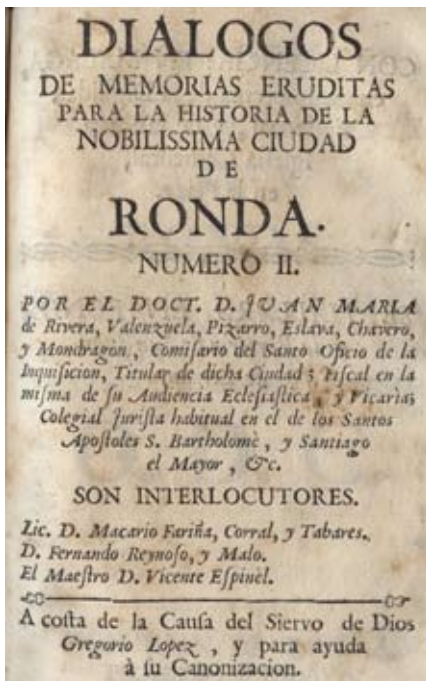 DIALOGOS
DE MEMORIAS ERUDITAS
PARA LA HISTORIA DE LA
NOBILISSIMA CIUDAD
DE
RONDA.
NUMERO II.
POR EL DOCT. D. JVAN MARIA
de Rivera, Valenzuela, Pizarro, Eslava, Chavero,
y Mondragon, Comisario del Santo Oficio de la
Inquisicion, Titular de dicha Ciudad; Fiscal en la
misma de su Audiencia Eclesiastica, y Vicaria;
Colegial Jurista habitual en el de los Santos
Apostoles S. Bartholomè, y Santiago
el Mayor, &c.
SON INTERLOCUTORES.
Lic. D. Macario Fariña, Corral, y Tabares.
D. Fernando Reynoso, y Malo.
El Maestro D. Vicente Espinèl.
A costa de la Causa del Siervo de Dios
Gregorio Lopez, y para ayuda
à su Canonizacion.